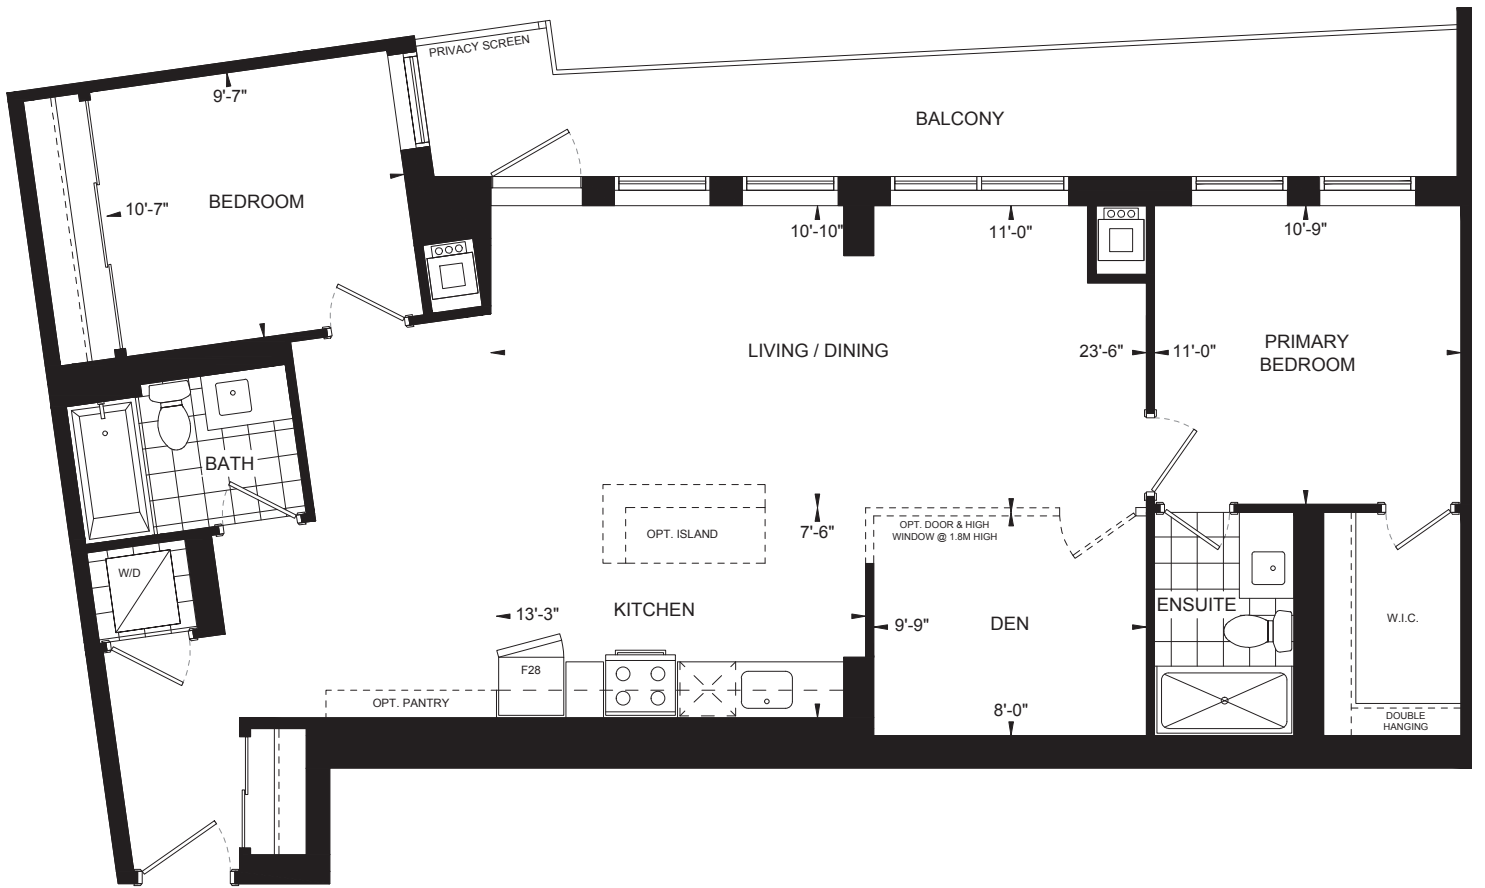 PRIVACY SCREEN
9'-7"
BALCONY
BEDROOM
10'-7"
10'-10"
11'-0"
10'-9"
LIVING / DINING
23'-6"
11'-0"
PRIMARY
BEDROOM
BATH
OPT. ISLAND
7'-6"
OPT. DOOR & HIGH
WINDOW @ 1.8M HIGH
W/D
13'-3"
KITCHEN
9'-9"
DEN
ENSUITE
W.I.C.
F28
OPT. PANTRY
8'-0"
DOUBLE
HANGING